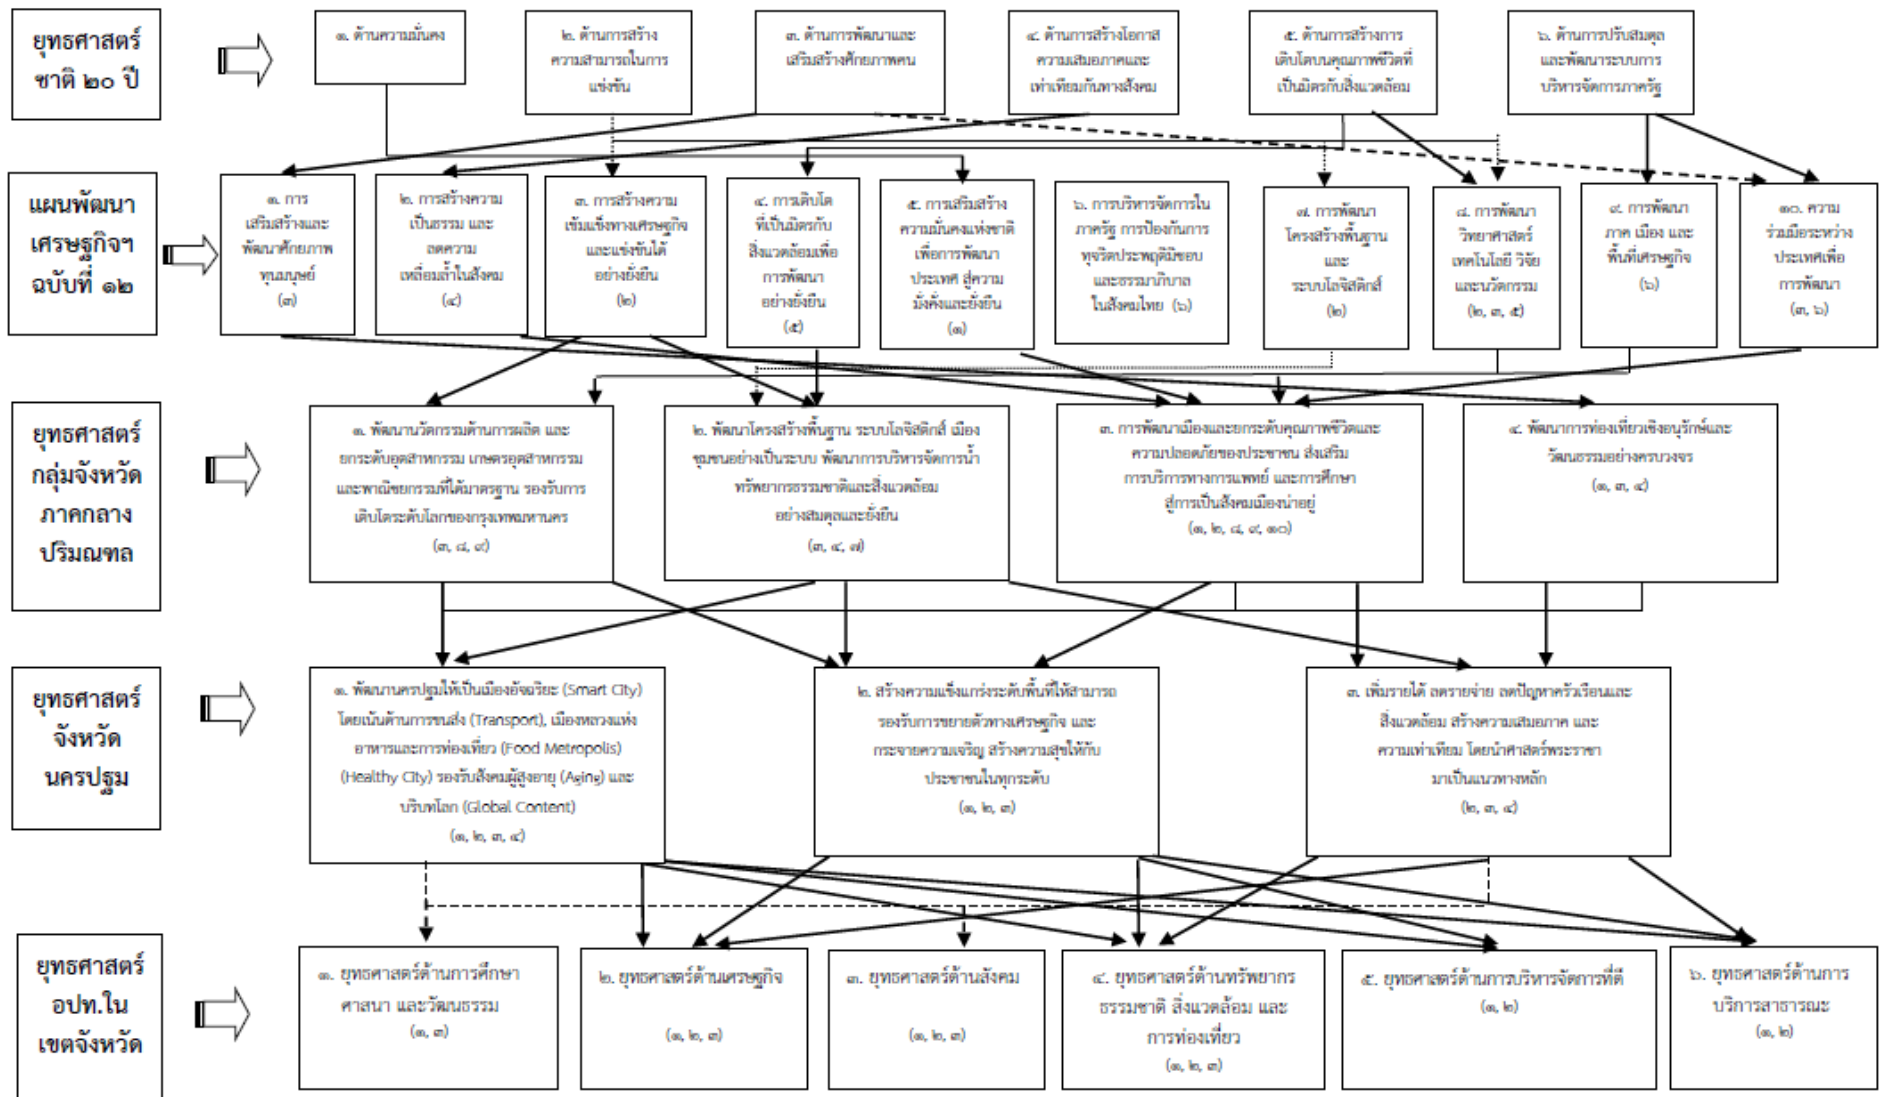 ยุทธศาสตร์
ชาติ ๒๐ ปี
๑. ด้านความมั่นคง
๒. ด้านการสร้าง
ความสามารถในการ
แข่งขัน
๓. ด้านการพัฒนาและ
เสริมสร้างศักยภาพคน
๔. ด้านการสร้างโอกาส
ความเสมอภาคและ
เท่าเทียมกันทางสังคม
๕. ด้านการสร้างการ
เติบโตบนคุณภาพชีวิตที่
เป็นมิตรกับสิ่งแวดล้อม
๖. ด้านการปรับสมดุล
และพัฒนาระบบการ
บริหารจัดการภาครัฐ
แผนพัฒนา
เศรษฐกิจฯ
ฉบับที่ ๑๒
๑. การ
เสริมสร้างและ
พัฒนาศักยภาพ
ทุนมนุษย์
(๓)
๒. การสร้างความ
เป็นธรรม และ
ลดความ
เหลื่อมล้ำในสังคม
(๔)
๓. การสร้างความ
เข้มแข็งทางเศรษฐกิจ
และแข่งขันได้
อย่างยั่งยืน
(๒)
๔. การเติบโต
ที่เป็นมิตรกับ
สิ่งแวดล้อมเพื่อ
การพัฒนา
อย่างยั่งยืน
(๕)
๕. การเสริมสร้าง
ความมั่นคงแห่งชาติ
เพื่อการพัฒนา
ประเทศ สู่ความ
มั่งคั่งและยั่งยืน
(๑)
๖. การบริหารจัดการใน
ภาครัฐ การป้องกันการ
ทุจริตประพฤติมิชอบ
และธรรมาภิบาล
ในสังคมไทย (๖)
๗. การพัฒนา
โครงสร้างพื้นฐาน
และ
ระบบโลจิสติกส์
(๒)
๘. การพัฒนา
วิทยาศาสตร์
เทคโนโลยี วิจัย
และนวัตกรรม
(๒, ๓, ๕)
๙. การพัฒนา
ภาค เมือง และ
พื้นที่เศรษฐกิจ
(๖)
๑๐. ความ
ร่วมมือระหว่าง
ประเทศเพื่อ
การพัฒนา
(๓, ๖)
ยุทธศาสตร์
กลุ่มจังหวัด
ภาคกลาง
ปริมณฑล
๑. พัฒนานวัตกรรมด้านการผลิต และ
ยกระดับอุตสาหกรรม เกษตรอุตสาหกรรม
และพาณิชยกรรมที่ได้มาตรฐาน รองรับการ
เติบโตระดับโลกของกรุงเทพมหานคร
(๓, ๘, ๙)
๒. พัฒนาโครงสร้างพื้นฐาน ระบบโลจิสติกส์ เมือง
ชุมชนอย่างเป็นระบบ พัฒนาการบริหารจัดการน้ำ
ทรัพยากรธรรมชาติและสิ่งแวดล้อม
อย่างสมดุลและยั่งยืน
(๓, ๔, ๗)
๓. การพัฒนาเมืองและยกระดับคุณภาพชีวิตและ
ความปลอดภัยของประชาชน ส่งเสริม
การบริการทางการแพทย์ และการศึกษา
สู่การเป็นสังคมเมืองน่าอยู่
(๑, ๒, ๘, ๙, ๑๐)
๔. พัฒนาการท่องเที่ยวเชิงอนุรักษ์และ
วัฒนธรรมอย่างครบวงจร
(๑, ๓, ๔)
ยุทธศาสตร์
จังหวัด
นครปฐม
๑. พัฒนานครปฐมให้เป็นเมืองอัจฉริยะ (Smart City)
โดยเน้นด้านการขนส่ง (Transport), เมืองหลวงแห่ง
อาหารและการท่องเที่ยว (Food Metropolis)
(Healthy City) รองรับสังคมผู้สูงอายุ (Aging) และ
บริบทโลก (Global Content)
(๑, ๒, ๓, ๔)
๒. สร้างความแข็งแกร่งระดับพื้นที่ให้สามารถ
รองรับการขยายตัวทางเศรษฐกิจ และ
กระจายความเจริญ สร้างความสุขให้กับ
ประชาชนในทุกระดับ
(๑, ๒, ๓)
๓. เพิ่มรายได้ ลดรายจ่าย ลดปัญหาครัวเรือนและ
สิ่งแวดล้อม สร้างความเสมอภาค และ
ความเท่าเทียม โดยนำศาสตร์พระราชา
มาเป็นแนวทางหลัก
(๒, ๓, ๔)
ยุทธศาสตร์
อปท.ใน
เขตจังหวัด
๑. ยุทธศาสตร์ด้านการศึกษา
ศาสนา และวัฒนธรรม
(๑, ๓)
๒. ยุทธศาสตร์ด้านเศรษฐกิจ
(๑, ๒, ๓)
๓. ยุทธศาสตร์ด้านสังคม
(๑, ๒, ๓)
๔. ยุทธศาสตร์ด้านทรัพยากร
ธรรมชาติ สิ่งแวดล้อม และ
การท่องเที่ยว
(๑, ๒, ๓)
๕. ยุทธศาสตร์ด้านการบริหารจัดการที่ดี
(๑, ๒)
๖. ยุทธศาสตร์ด้านการ
บริการสาธารณะ
(๑, ๒)